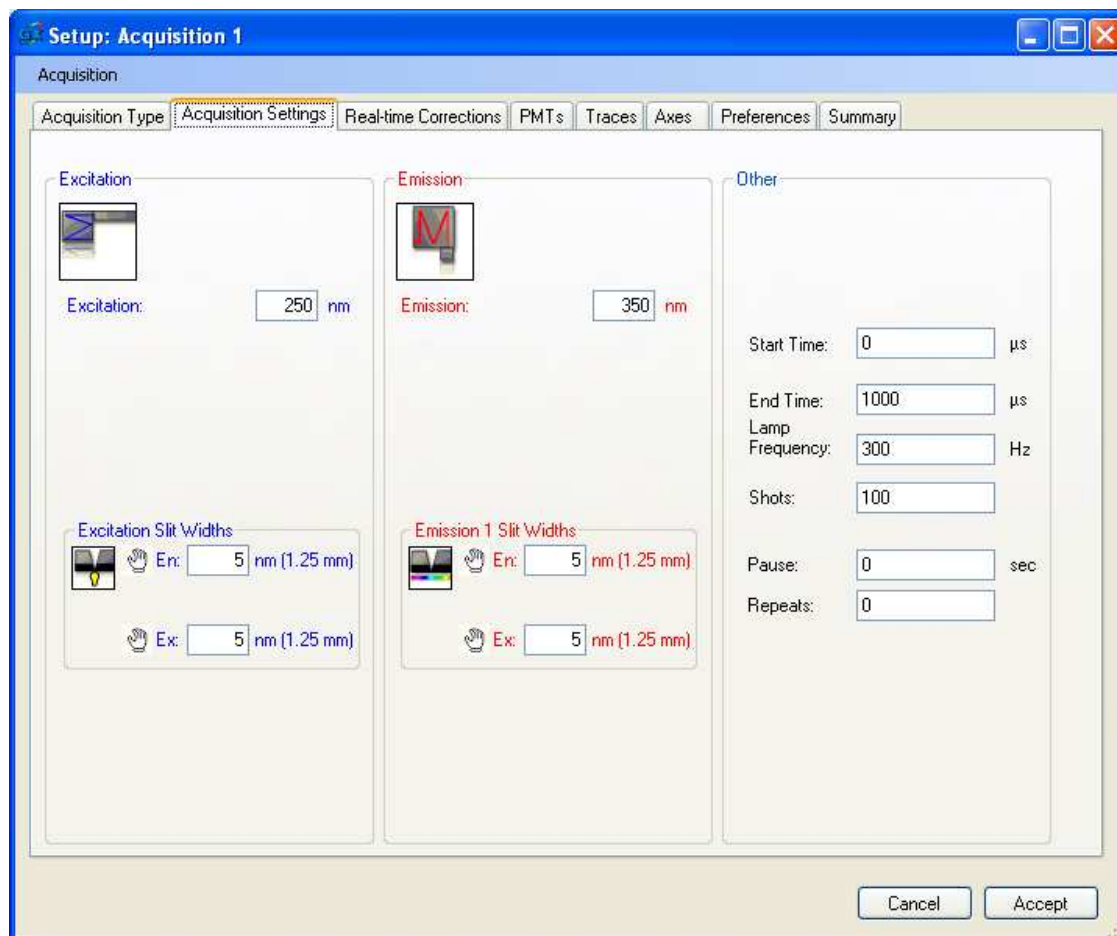 Setup: Acquisition 1
Acquisition
Acquisition Type Acquisition Settings Real-time Corrections PMTs Traces Axes Preferences Summary
Excitation
Excitation: 250 nm
Excitation Slit Widths
En: 5 nm (1.25 mm)
Ex: 5 nm (1.25 mm)
Emission
M
Emission: 350 nm
Emission 1 Slit Widths
En: 5 nm (1.25 mm)
Ex: 5 nm (1.25 mm)
Other
Start Time: 0 µs
End Time: 1000 µs
Lamp
Frequency: 300 Hz
Shots: 100
Pause: 0 sec
Repeats: 0
Cancel Accept